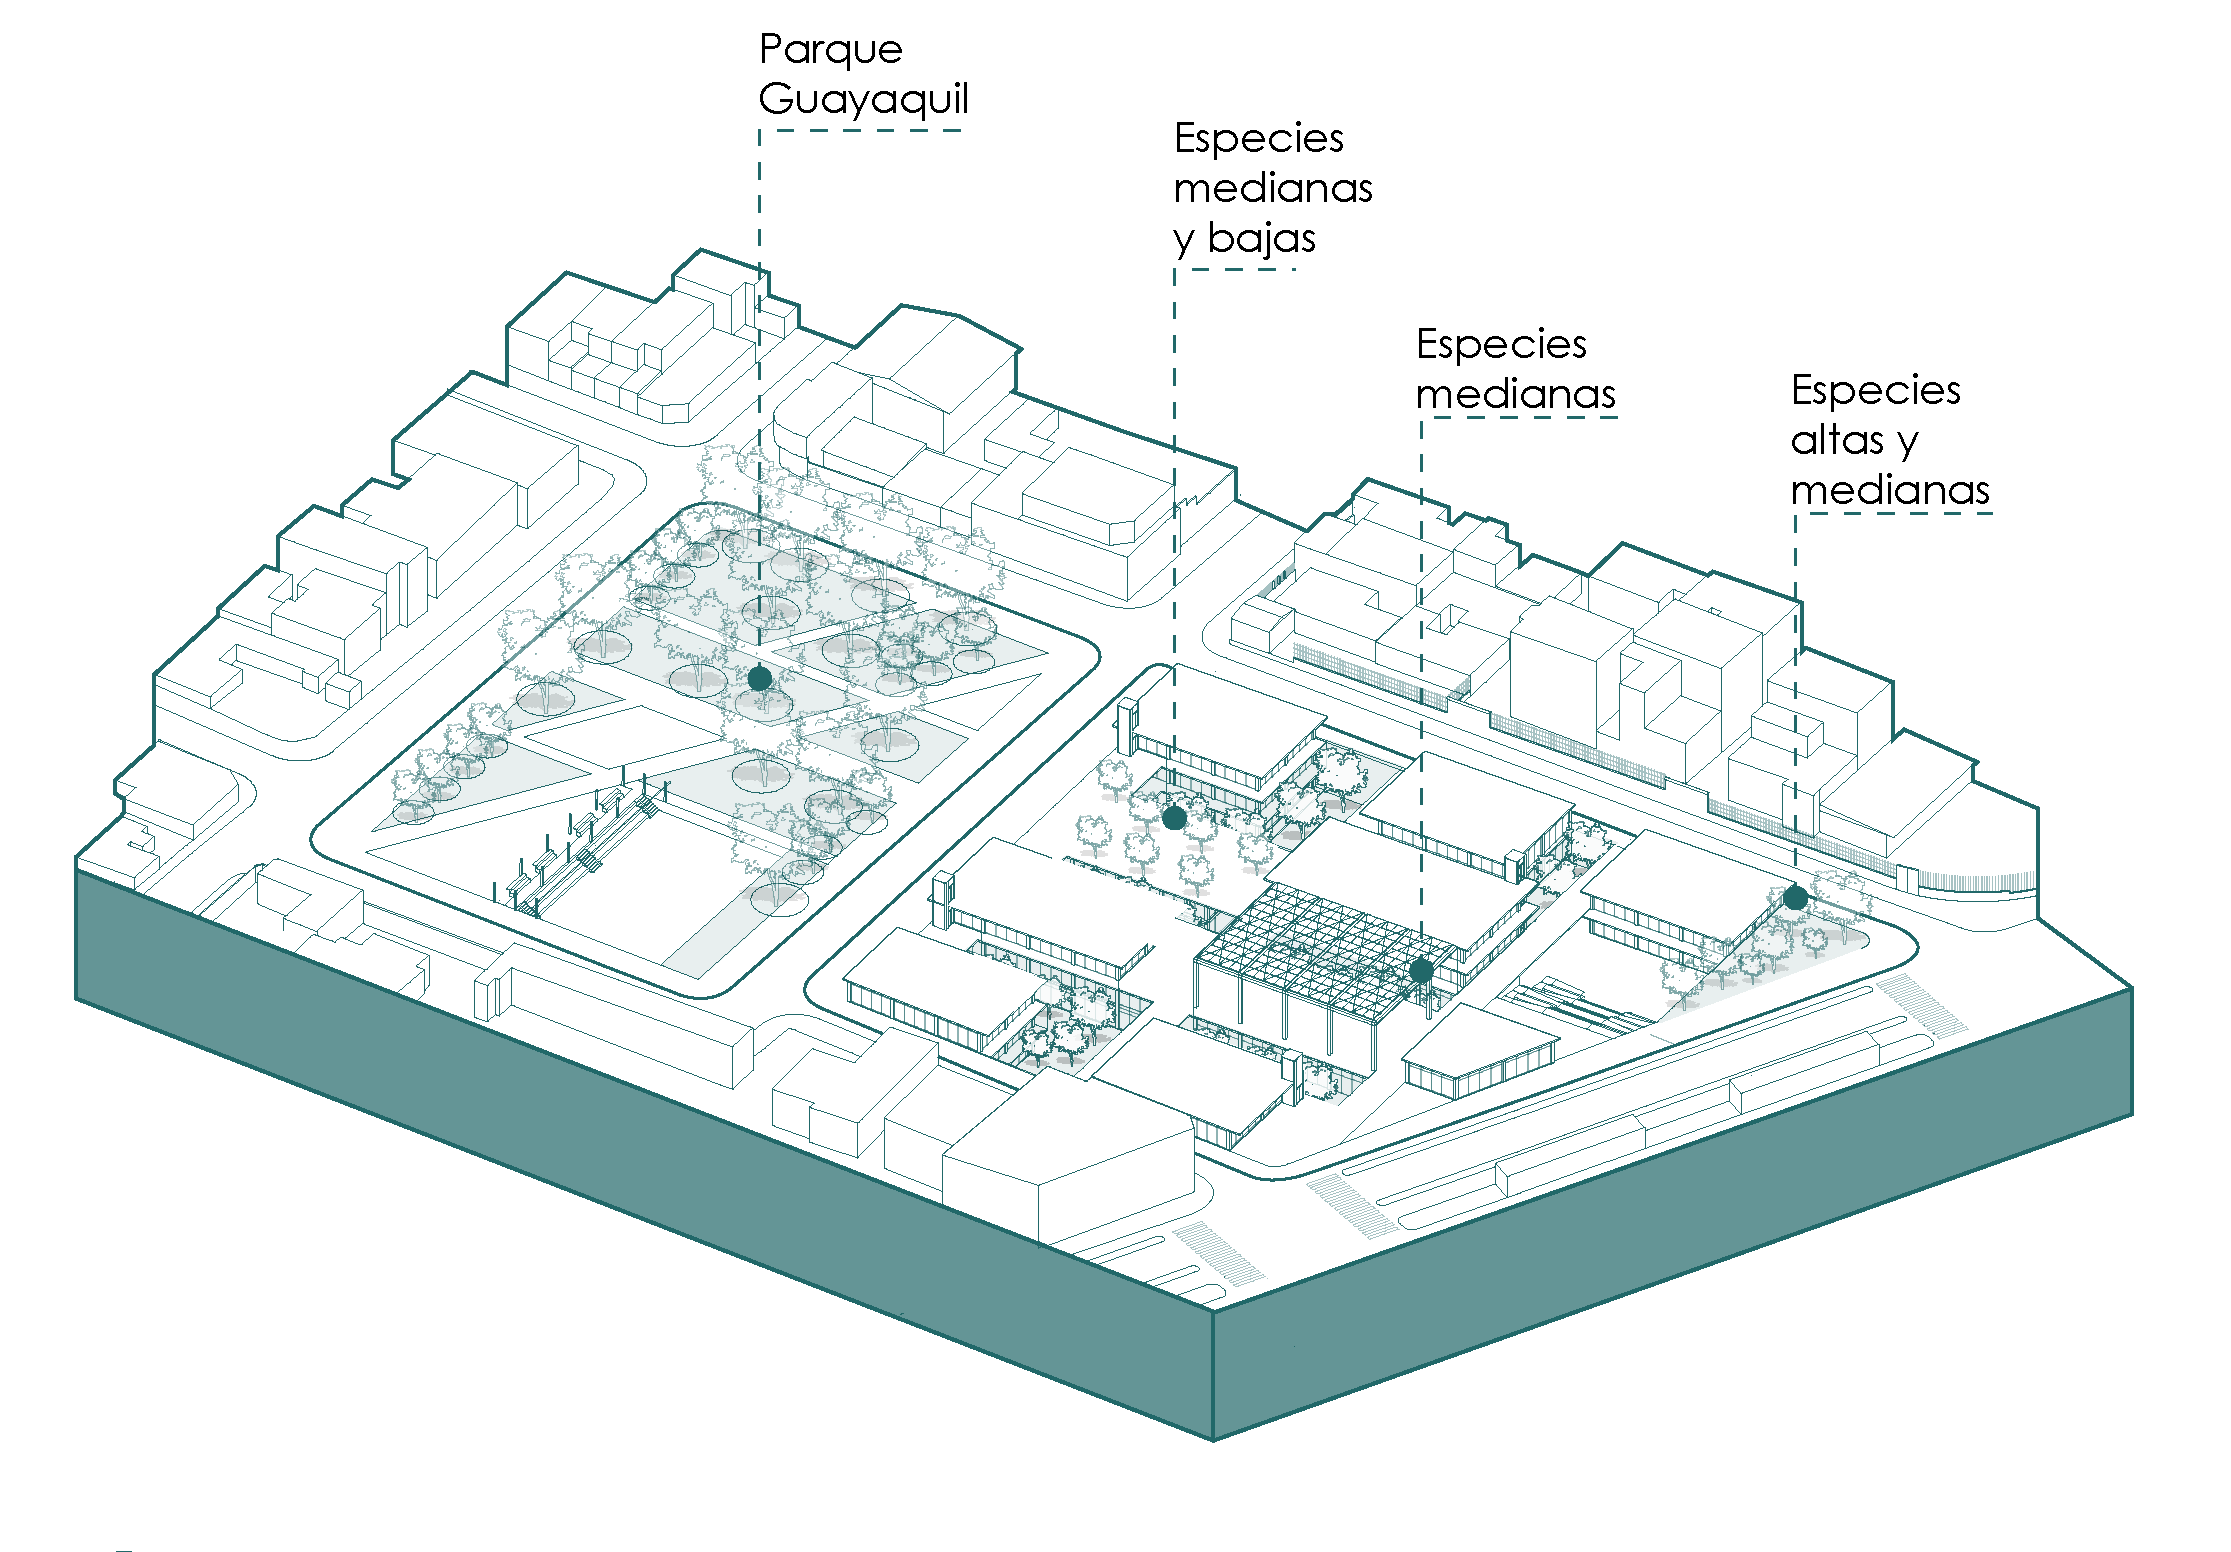 Parque
Guayaquil
Especies
medianas
y bajas
Especies
medianas
Especies
altas y
medianas